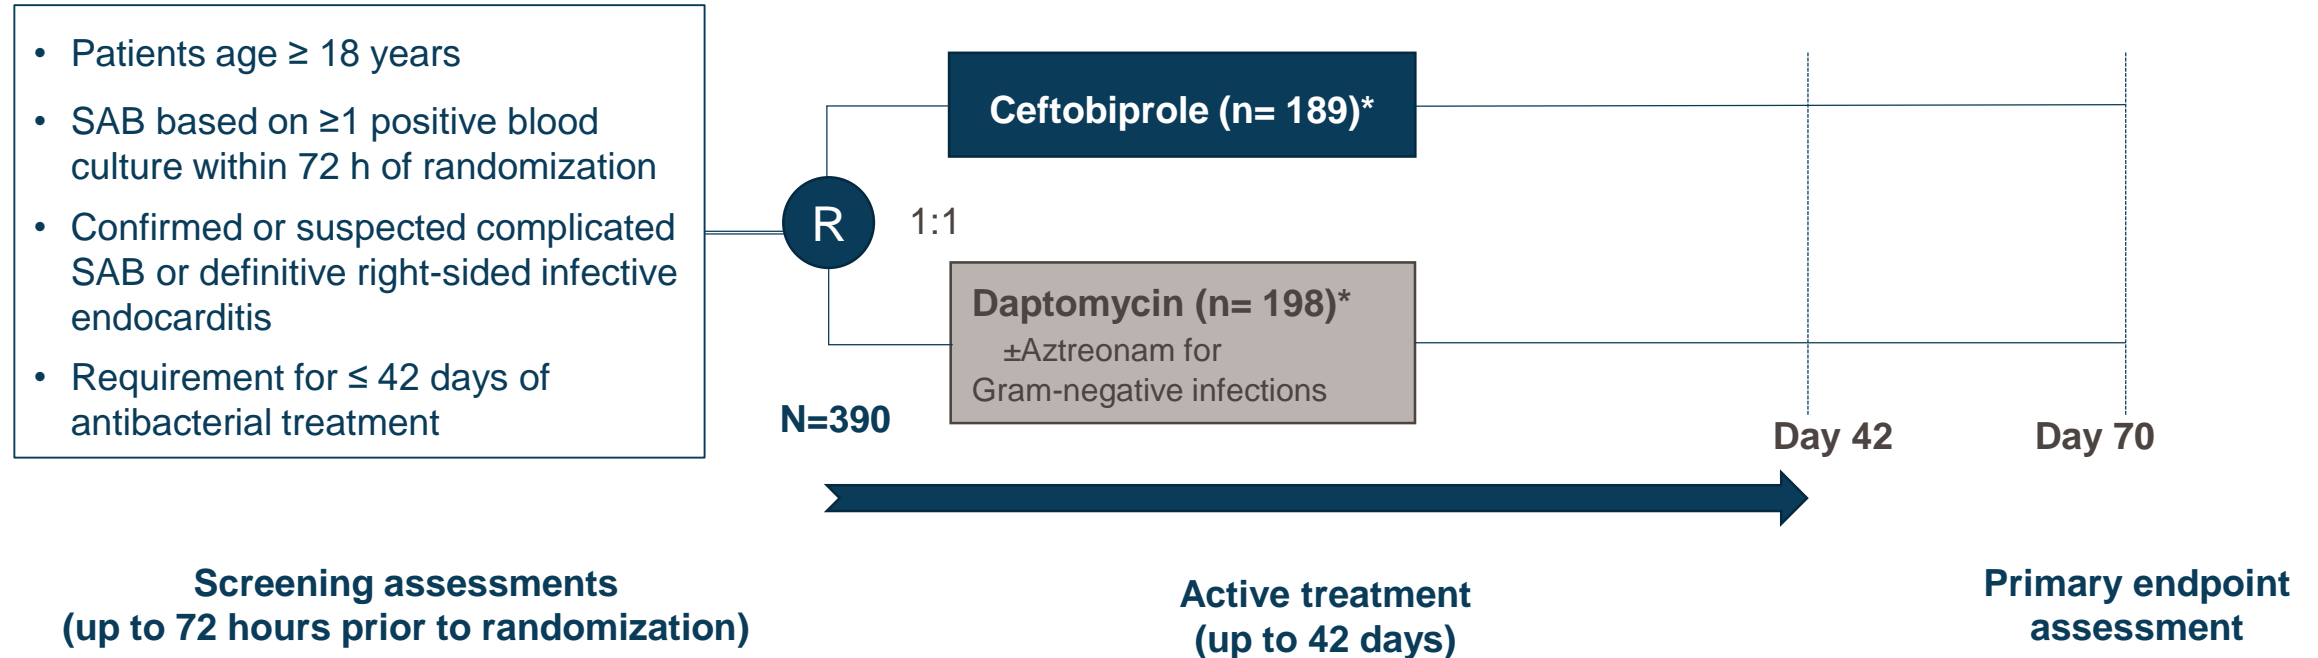 • Patients age ≥ 18 years
• SAB based on ≥1 positive blood
culture within 72 h of randomization
• Confirmed or suspected complicated
SAB or definitive right-sided infective
endocarditis
• Requirement for ≤ 42 days of
antibacterial treatment
R
1:1
N=390
Ceftobiprole (n= 189)*
Daptomycin (n= 198)*
±Aztreonam for
Gram-negative infections
Day 42
Day 70
Screening assessments
(up to 72 hours prior to randomization)
Active treatment
(up to 42 days)
Primary endpoint
assessment